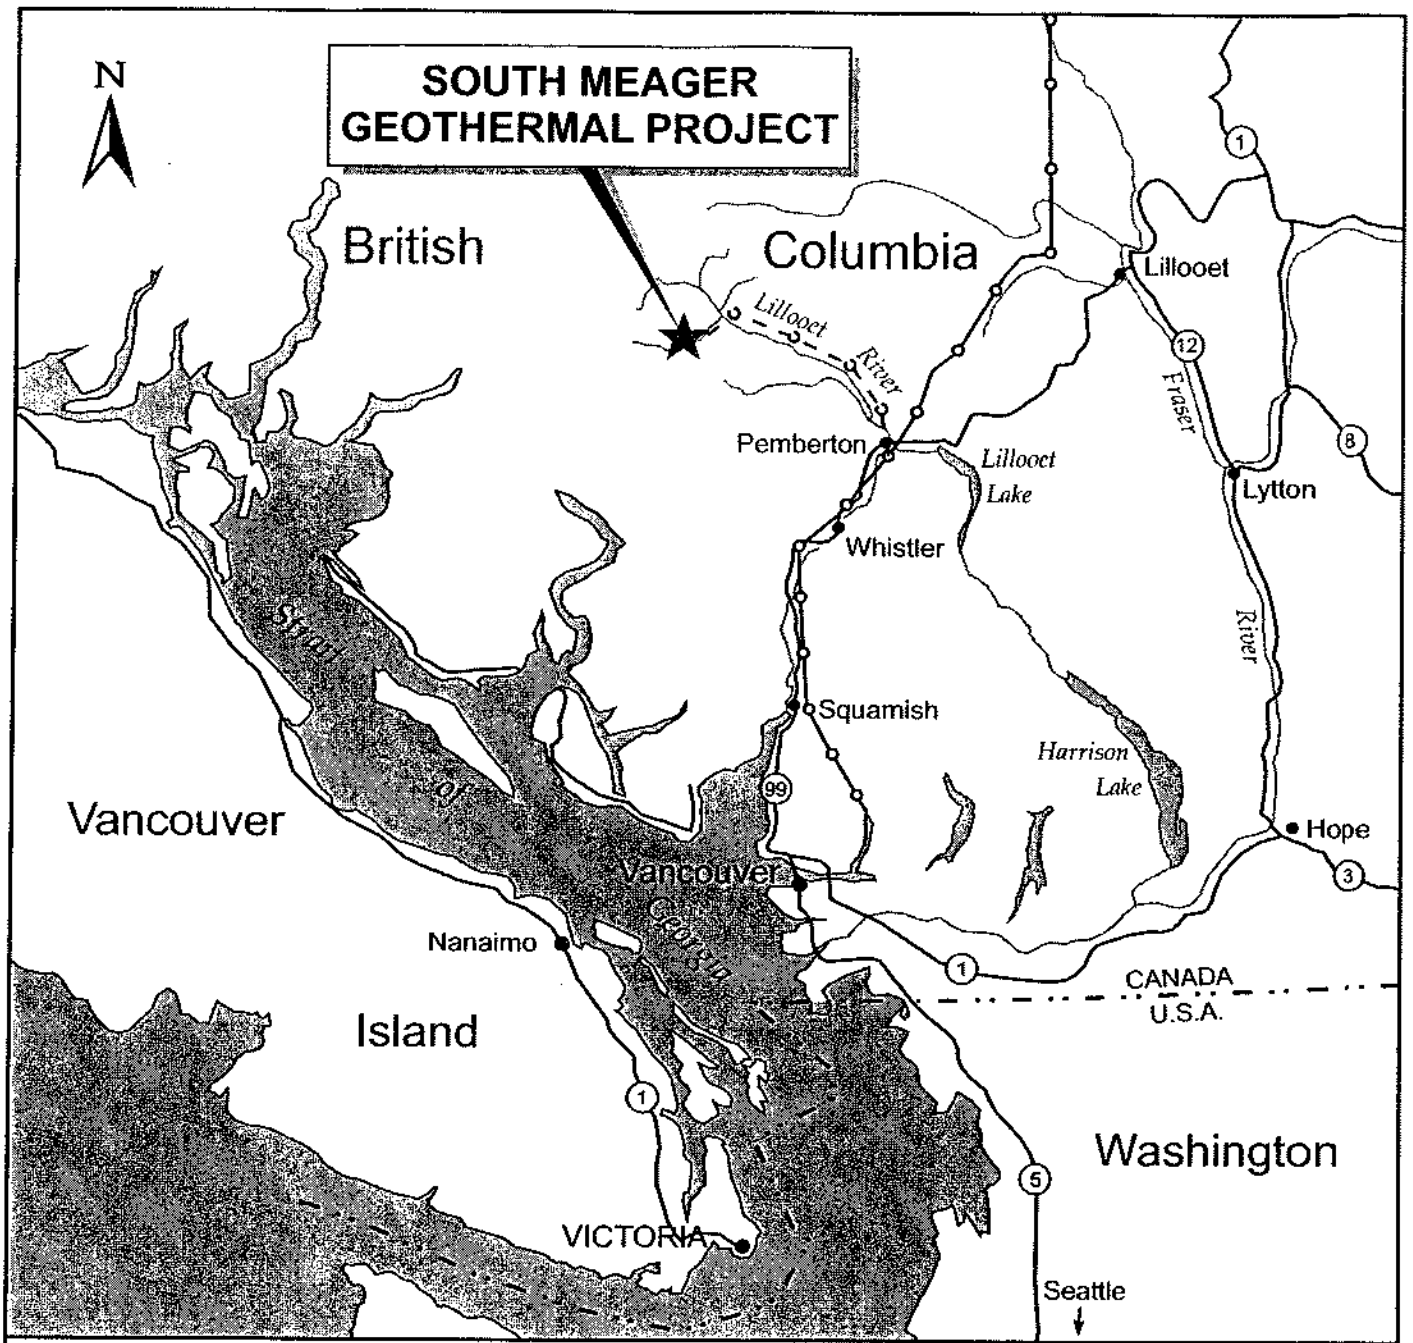 N
SOUTH MEAGER
GEOTHERMAL PROJECT
1
British
Columbia
Lillooet
Lillooet
River
12
Fraser
Pemberton
Lillooet
Lake
8
Lytton
Whistler
Strait
River
Squamish
Harrison
Lake
of
99
Vancouver
Hope
Vancouver
3
Georgia
Nanaimo
1
CANADA
U.S.A.
Island
1
Washington
5
VICTORIA
Seattle